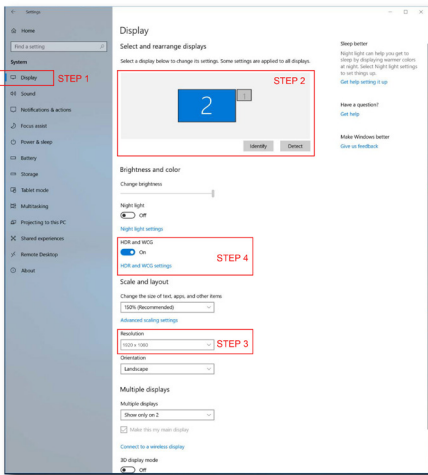 Settings
Home
Find a setting
System
Display
STEP 1
Sound
Notifications & actions
Focus assist
Power & sleep
Battery
Storage
Tablet mode
Multitasking
Projecting to this PC
Shared experiences
Remote Desktop
About
Display
Select and rearrange displays
Select a display below to change its settings. Some settings are applied to all displays.
STEP 2
2
1
Identify
Detect
Brightness and color
Change brightness
Night light
Off
Night light settings
HDR and WCG
On
STEP 4
HDR and WCG settings
Scale and layout
Change the size of text, apps, and other items
150% (Recommended)
Advanced scaling settings
Resolution
1920 x 1080
STEP 3
Orientation
Landscape
Multiple displays
Multiple displays
Show only on 2
Make this my main display
Connect to a wireless display
3D display mode
Off
Sleep better
Night light can help you get to
sleep by displaying warmer colors
at night. Select Night light settings
to set things up.
Get help setting it up
Have a question?
Get help
Make Windows better
Give us feedback